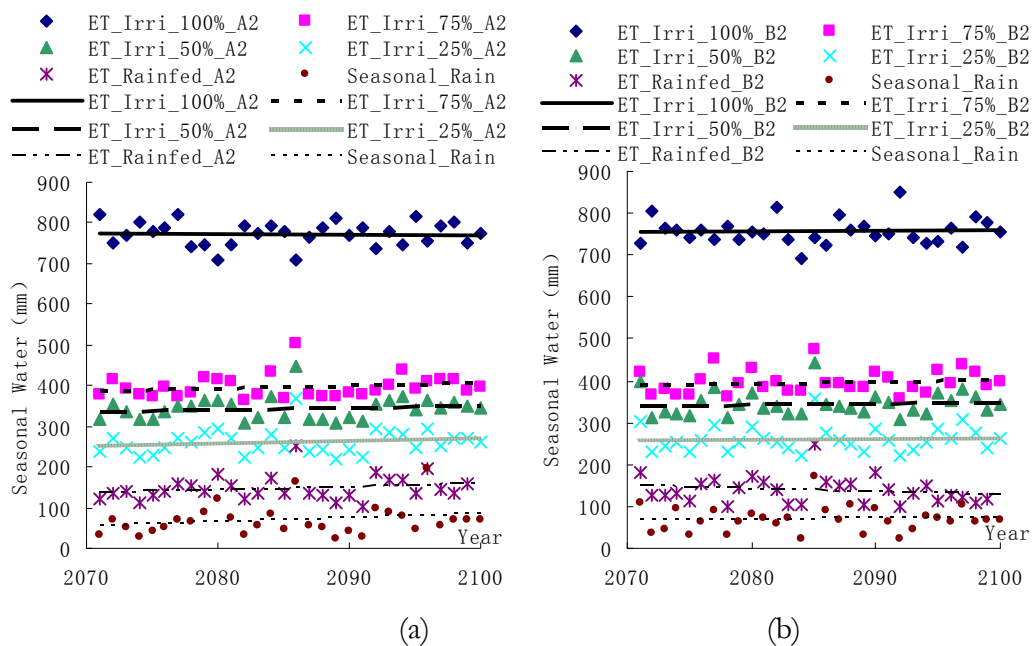 ET_Irri_100%_A2 ET_Irri_75%_A2
ET_Irri_50%_A2 ET_Irri_25%_A2
ET_Rainfed_A2 Seasonal_Rain
ET_Irri_100%_A2 ET_Irri_75%_A2
ET_Irri_50%_A2 ET_Irri_25%_A2
ET_Rainfed_A2 Seasonal_Rain
900
800
700
600
500
400
300
200
100
0
Seasonal Water (mm)
Year
2070 2080 2090 2100
(a)
ET_Irri_100%_B2 ET_Irri_75%_B2
ET_Irri_50%_B2 ET_Irri_25%_B2
ET_Rainfed_B2 Seasonal_Rain
ET_Irri_100%_B2 ET_Irri_75%_B2
ET_Irri_50%_B2 ET_Irri_25%_B2
ET_Rainfed_B2 Seasonal_Rain
900
800
700
600
500
400
300
200
100
0
Seasonal Water (mm)
Year
2070 2080 2090 2100
(b)